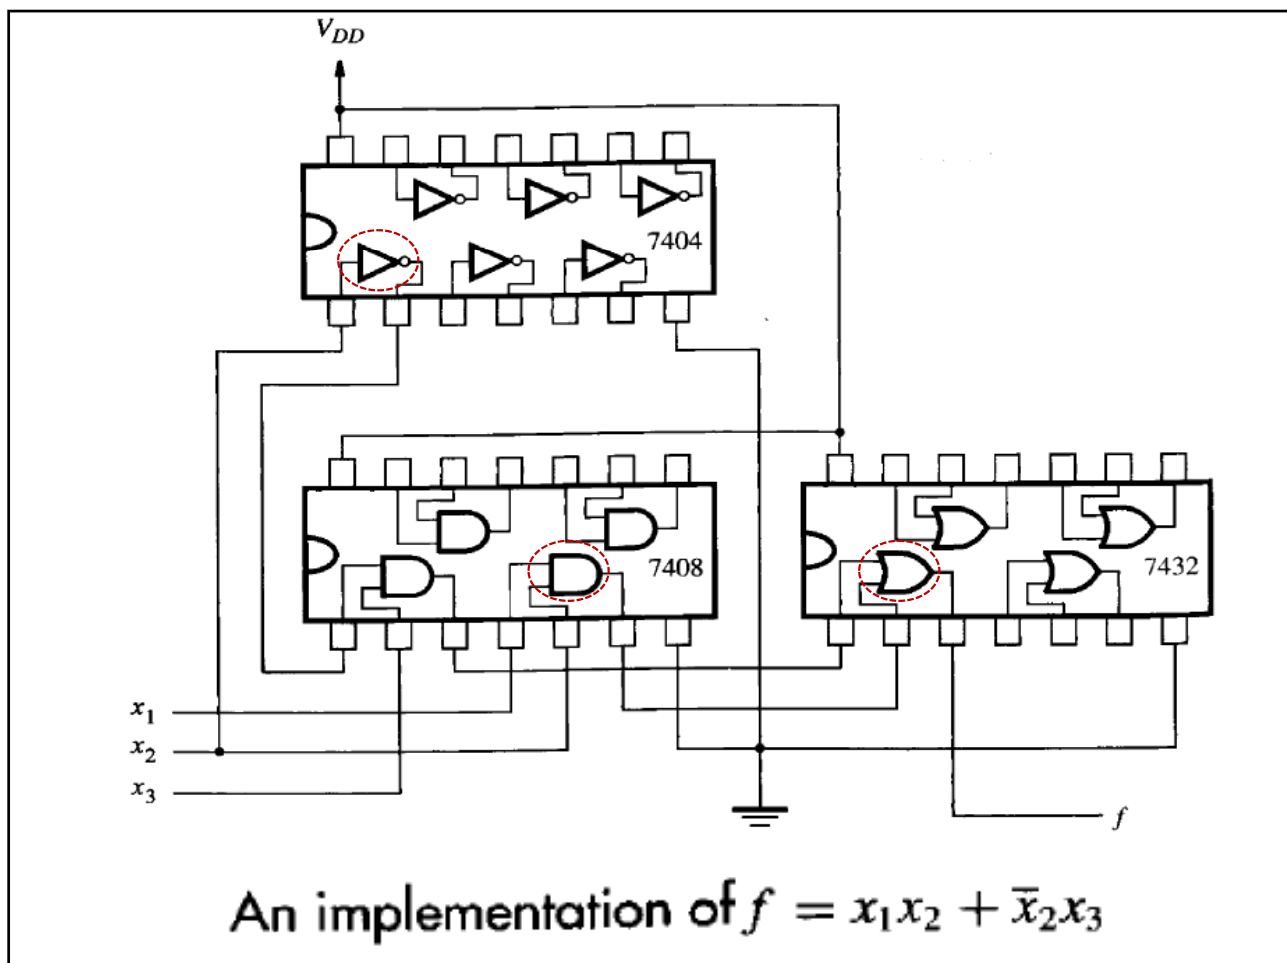 V_DD
7404
7408
7432
x₁
x₂
x₃
f
An implementation of f = x₁x₂ + x̅₂x₃